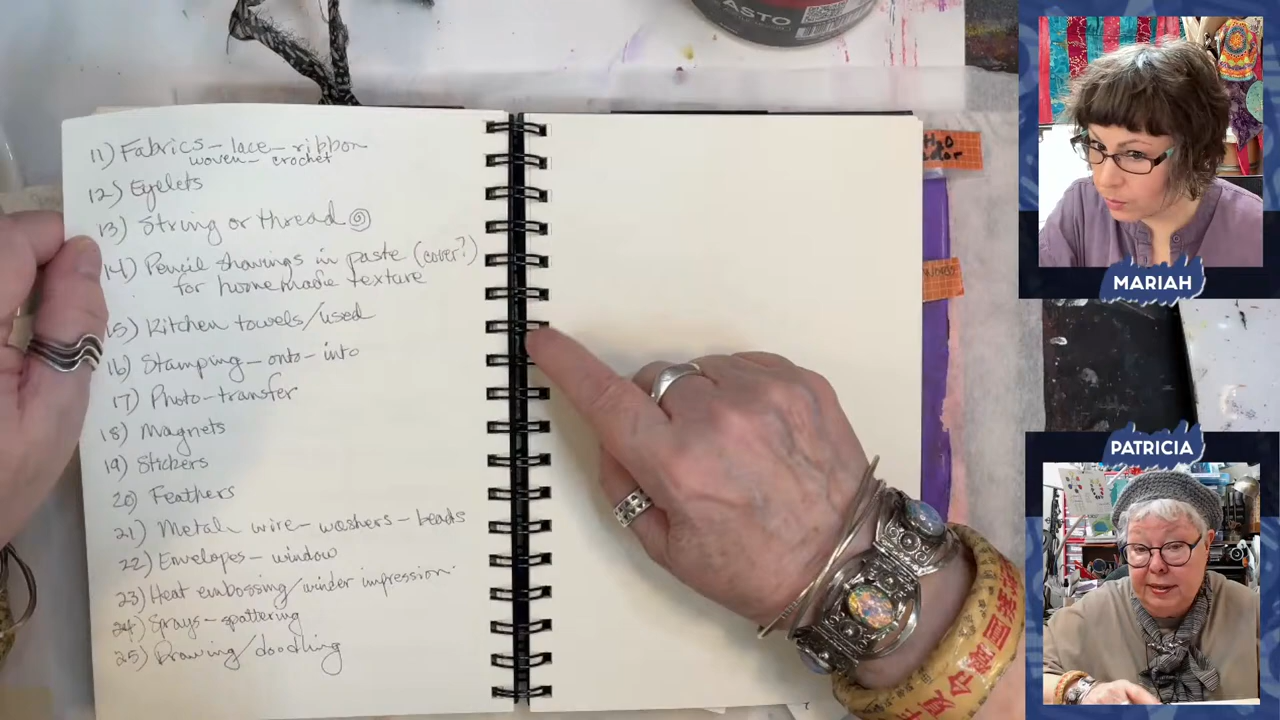 ASTO
11) Fabrics - lace - ribbon
woven - crochet
12) Eyelets
13) String or thread
14) Pencil shavings in paste (cover?)
for homemade texture
15) Kitchen towels/used
16) Stamping - onto - into
17) Photo-transfer
18) Magnets
19) Stickers
20) Feathers
21) Metal wire - washers - beads
22) Envelopes - window
23) Heat embossing/winder impression
24) Sprays - spattering
25) Drawing/doodling
MARIAH
PATRICIA